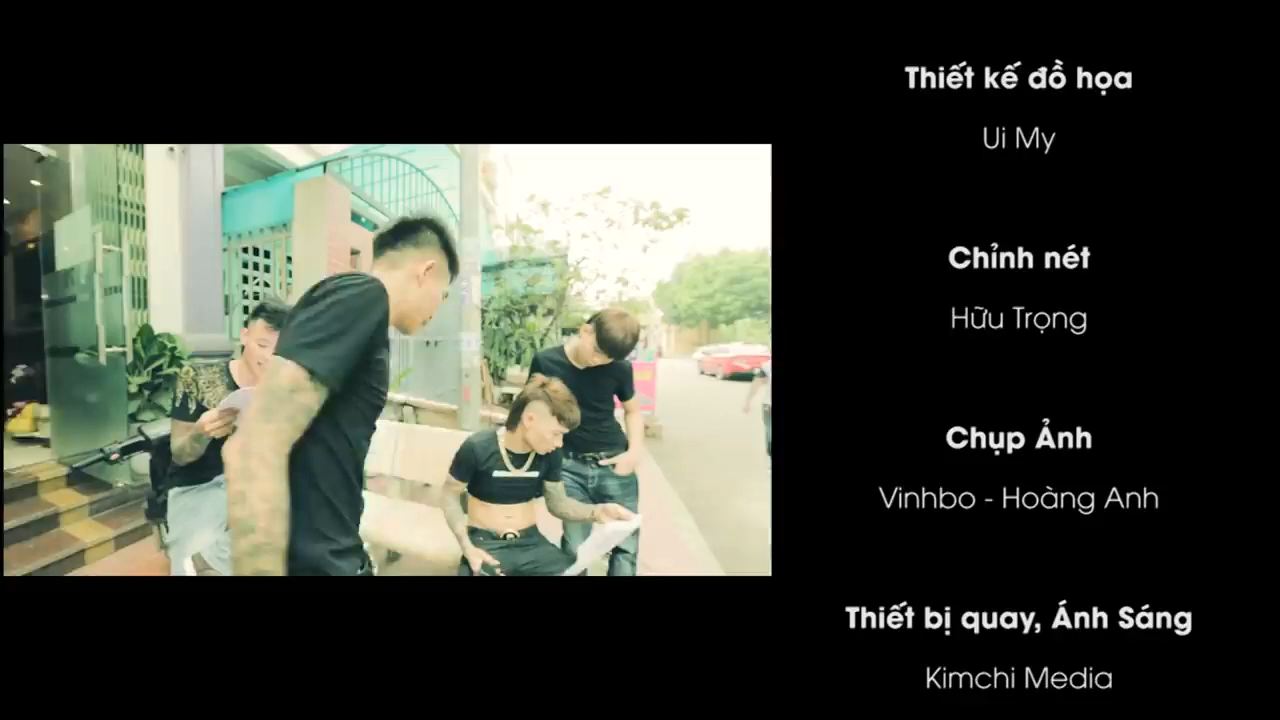 Thiết kế đồ họa
Ui My
Chỉnh nét
Hữu Trọng
Chụp Ảnh
Vinhbo - Hoàng Anh
Thiết bị quay, Ánh Sáng
Kimchi Media